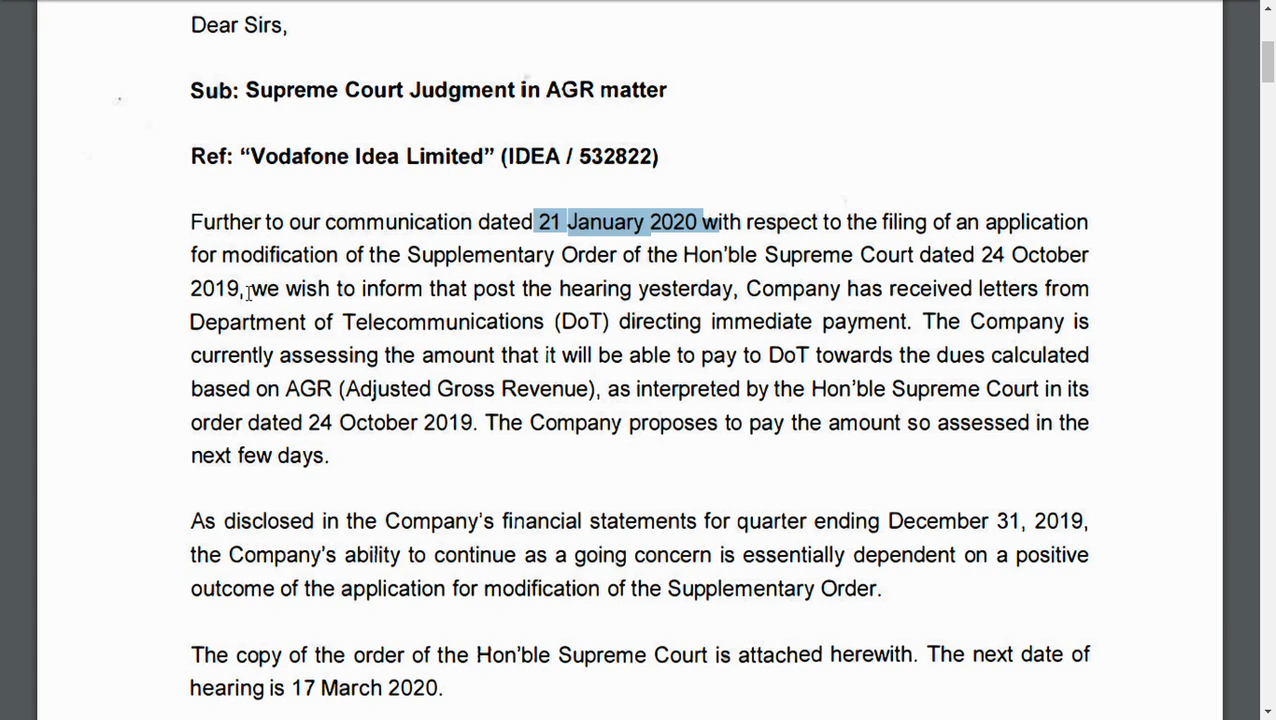 Dear Sirs,
Sub: Supreme Court Judgment in AGR matter
Ref: “Vodafone Idea Limited” (IDEA / 532822)
Further to our communication dated 21 January 2020 with respect to the filing of an application
for modification of the Supplementary Order of the Hon’ble Supreme Court dated 24 October
2019, we wish to inform that post the hearing yesterday, Company has received letters from
Department of Telecommunications (DoT) directing immediate payment. The Company is
currently assessing the amount that it will be able to pay to DoT towards the dues calculated
based on AGR (Adjusted Gross Revenue), as interpreted by the Hon’ble Supreme Court in its
order dated 24 October 2019. The Company proposes to pay the amount so assessed in the
next few days.
As disclosed in the Company’s financial statements for quarter ending December 31, 2019,
the Company’s ability to continue as a going concern is essentially dependent on a positive
outcome of the application for modification of the Supplementary Order.
The copy of the order of the Hon’ble Supreme Court is attached herewith. The next date of
hearing is 17 March 2020.